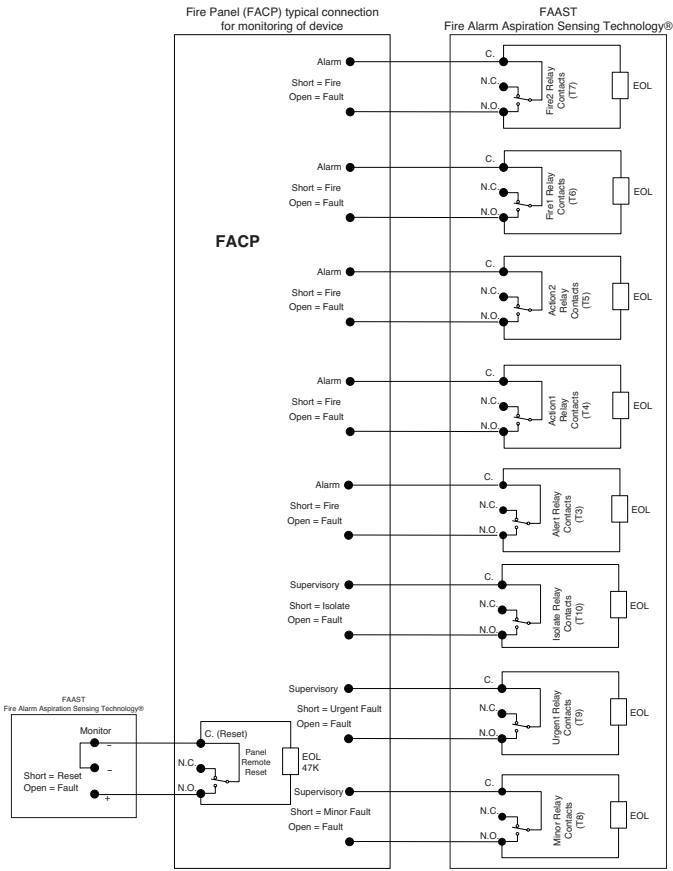 Fire Panel (FACP) typical connection
for monitoring of device
FAAST
Fire Alarm Aspiration Sensing Technology®
Alarm
Short = Fire
Open = Fault
C.
N.C.
N.O.
Fire2 Relay
Contacts
(T7)
EOL
Alarm
Short = Fire
Open = Fault
C.
N.C.
N.O.
Fire1 Relay
Contacts
(T6)
EOL
FACP
Alarm
Short = Fire
Open = Fault
C.
N.C.
N.O.
Action2
Relay
Contacts
(T5)
EOL
Alarm
Short = Fire
Open = Fault
C.
N.C.
N.O.
Action1
Relay
Contacts
(T4)
EOL
Alarm
Short = Fire
Open = Fault
C.
N.C.
N.O.
Alert Relay
Contacts
(T3)
EOL
Supervisory
Short = Isolate
Open = Fault
C.
N.C.
N.O.
Isolate Relay
Contacts
(T10)
EOL
Supervisory
Short = Urgent Fault
Open = Fault
C.
N.C.
N.O.
Urgent Relay
Contacts
(T9)
EOL
FAAST
Fire Alarm Aspiration Sensing Technology®
Monitor
–
–
+
Short = Reset
Open = Fault
C. (Reset)
N.C.
N.O.
Panel
Remote
Reset
EOL
47K
Supervisory
Short = Minor Fault
Open = Fault
C.
N.C.
N.O.
Minor Relay
Contacts
(T8)
EOL